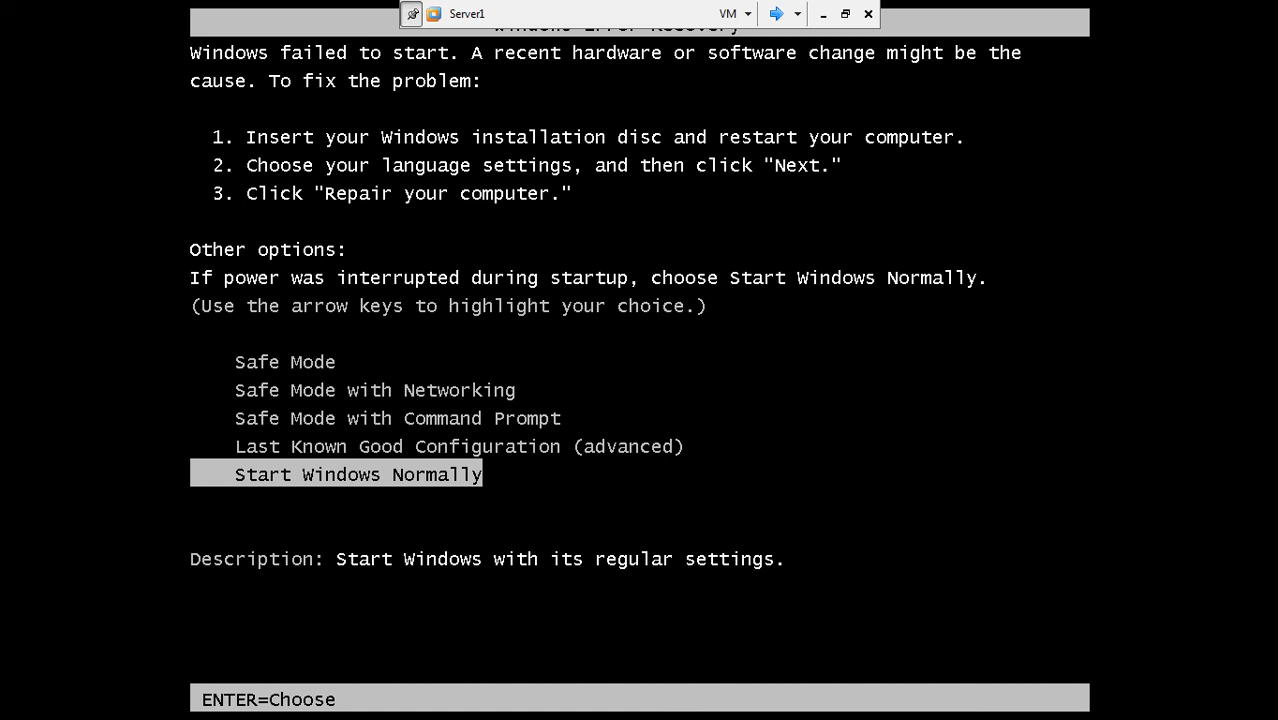 Server1
VM
Windows Error Recovery
Windows failed to start. A recent hardware or software change might be the
cause. To fix the problem:
1. Insert your Windows installation disc and restart your computer.
2. Choose your language settings, and then click "Next."
3. Click "Repair your computer."
Other options:
If power was interrupted during startup, choose Start Windows Normally.
(Use the arrow keys to highlight your choice.)
Safe Mode
Safe Mode with Networking
Safe Mode with Command Prompt
Last Known Good Configuration (advanced)
Start Windows Normally
Description: Start Windows with its regular settings.
ENTER=Choose